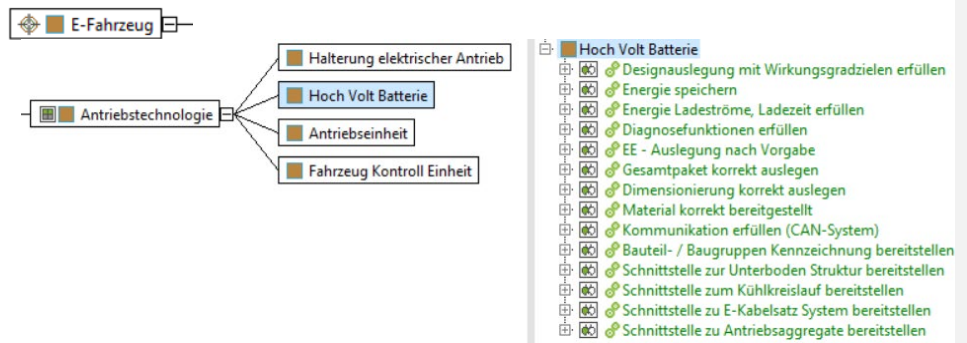 E-Fahrzeug
Antriebstechnologie
Halterung elektrischer Antrieb
Hoch Volt Batterie
Antriebseinheit
Fahrzeug Kontroll Einheit
Hoch Volt Batterie
Designauslegung mit Wirkungsgradzielen erfüllen
Energie speichern
Energie Ladeströme, Ladezeit erfüllen
Diagnosefunktionen erfüllen
EE - Auslegung nach Vorgabe
Gesamtpaket korrekt auslegen
Dimensionierung korrekt auslegen
Material korrekt bereitgestellt
Kommunikation erfüllen (CAN-System)
Bauteil- / Baugruppen Kennzeichnung bereitstellen
Schnittstelle zur Unterboden Struktur bereitstellen
Schnittstelle zum Kühlkreislauf bereitstellen
Schnittstelle zu E-Kabelsatz System bereitstellen
Schnittstelle zu Antriebsaggregate bereitstellen